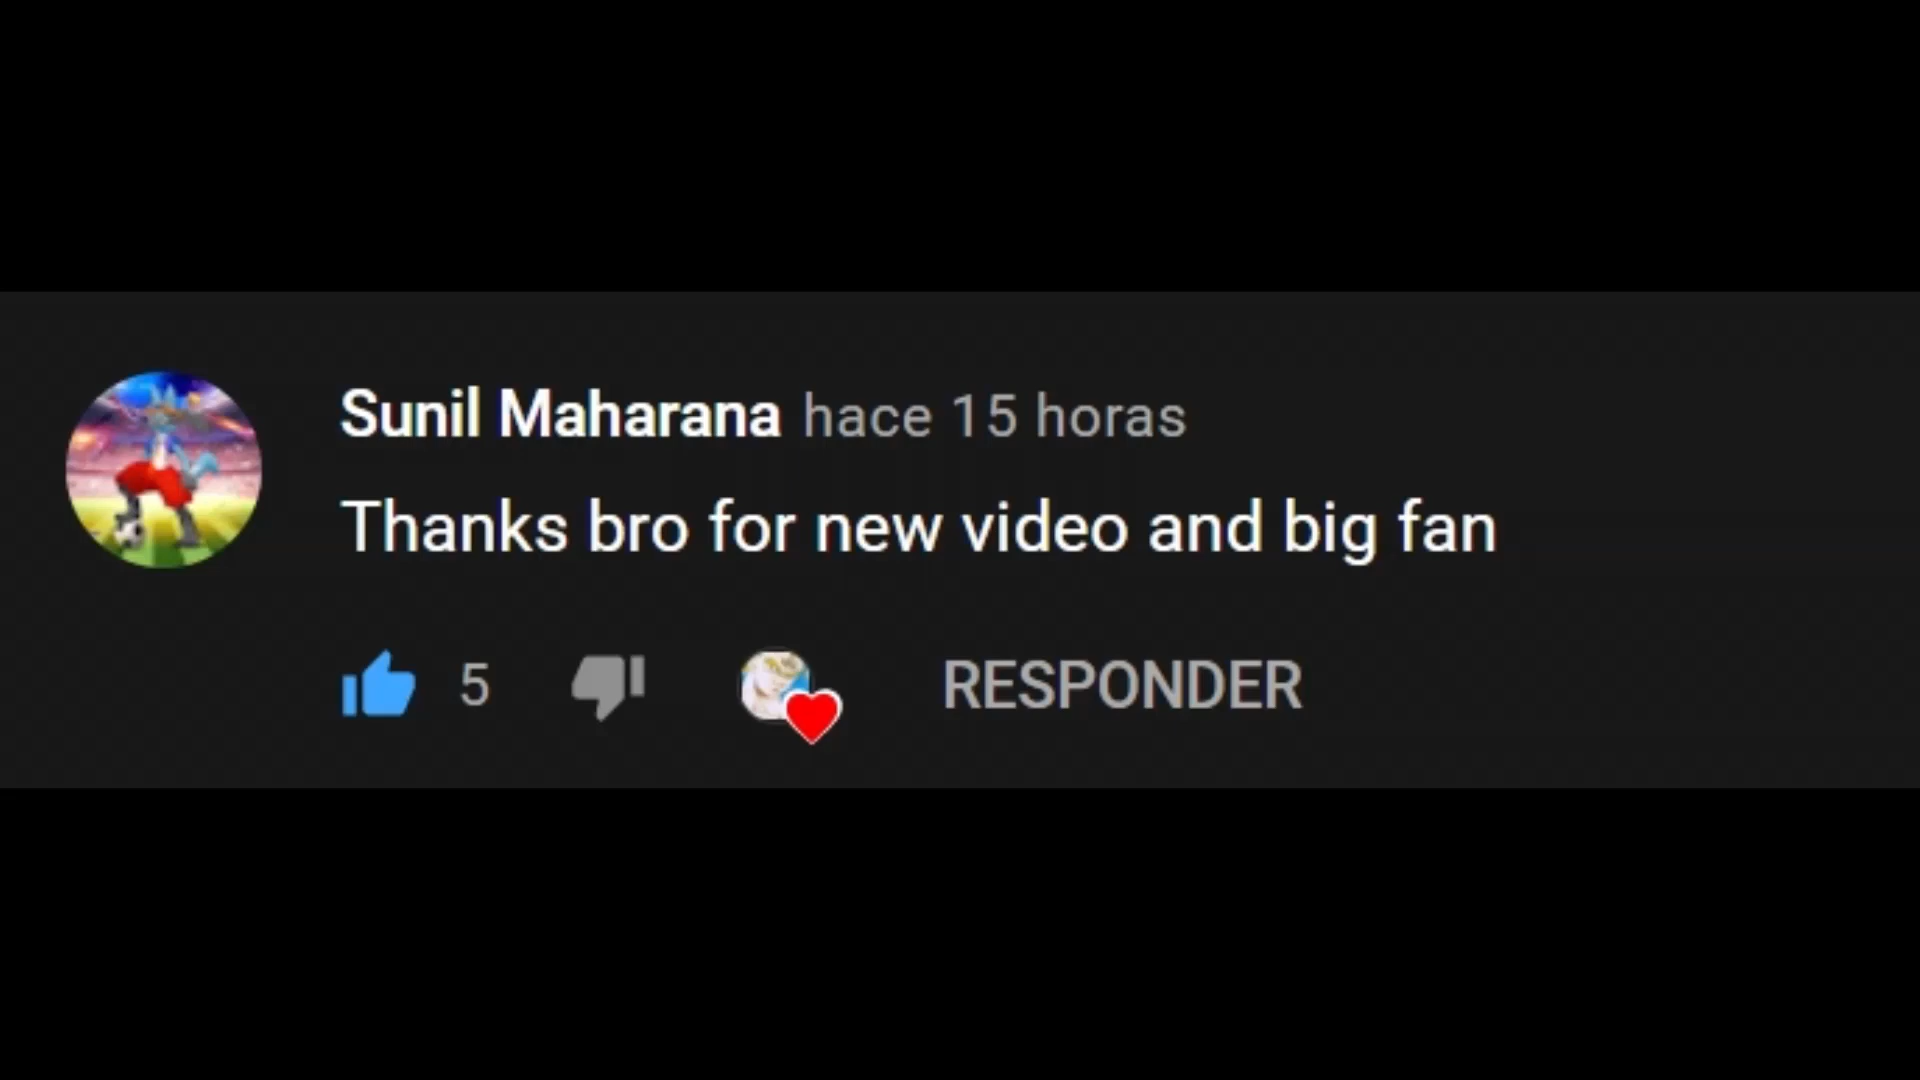 Sunil Maharana hace 15 horas
Thanks bro for new video and big fan
5 RESPONDER